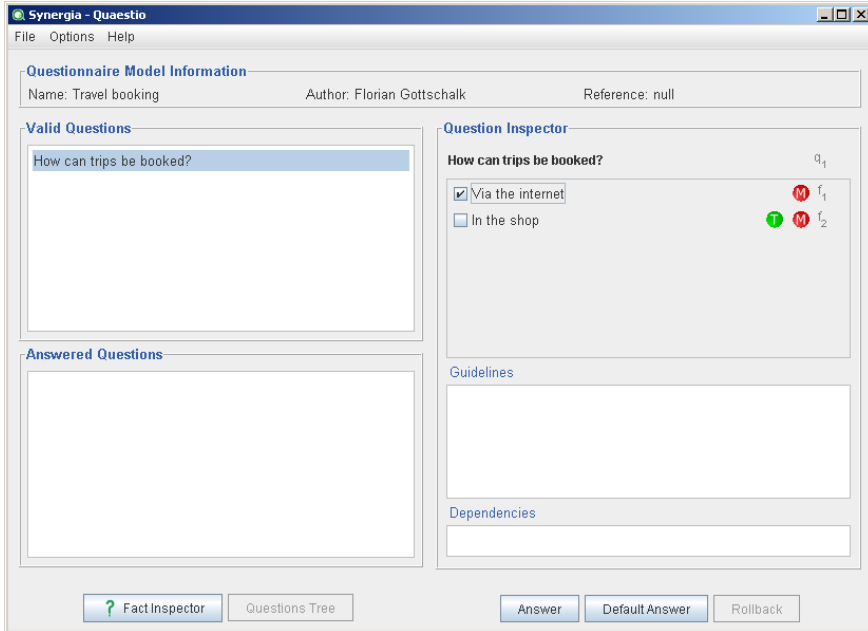 Synergia - Quaestio
File Options Help
Questionnaire Model Information
Name: Travel booking Author: Florian Gottschalk Reference: null
Valid Questions
How can trips be booked?
Question Inspector
How can trips be booked? q1
Via the internet M f1
In the shop T M f2
Answered Questions
Guidelines
Dependencies
? Fact Inspector Questions Tree Answer Default Answer Rollback